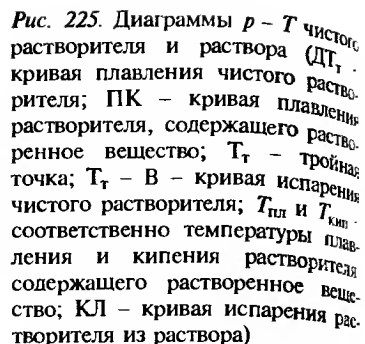 Рис. 225. Диаграммы p – T чистого
растворителя и раствора (ДТт -
кривая плавления чистого раство-
рителя; ПК – кривая плавления
растворителя, содержащего раство-
ренное вещество; Тт – тройная
точка; Тт – В – кривая испарения
чистого растворителя; Tпл и Tкип -
соответственно температуры плав-
ления и кипения растворителя
содержащего растворенное веще-
ство; КЛ – кривая испарения рас-
творителя из раствора)